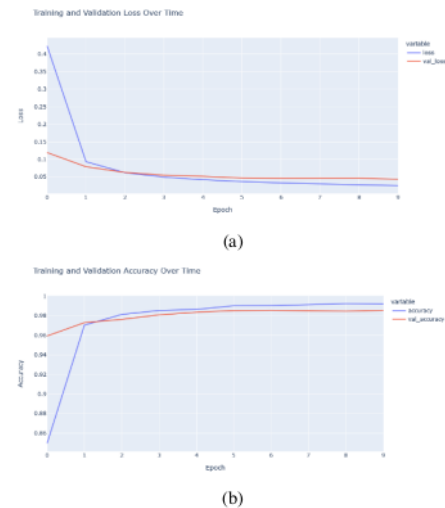 Training and Validation Loss Over Time
variable
loss
val_loss
Loss
0.4
0.35
0.3
0.25
0.2
0.15
0.1
0.05
0 1 2 3 4 5 6 7 8 9
Epoch
(a)
Training and Validation Accuracy Over Time
variable
accuracy
val_accuracy
Accuracy
1
0.98
0.96
0.94
0.92
0.9
0.88
0.86
0 1 2 3 4 5 6 7 8 9
Epoch
(b)